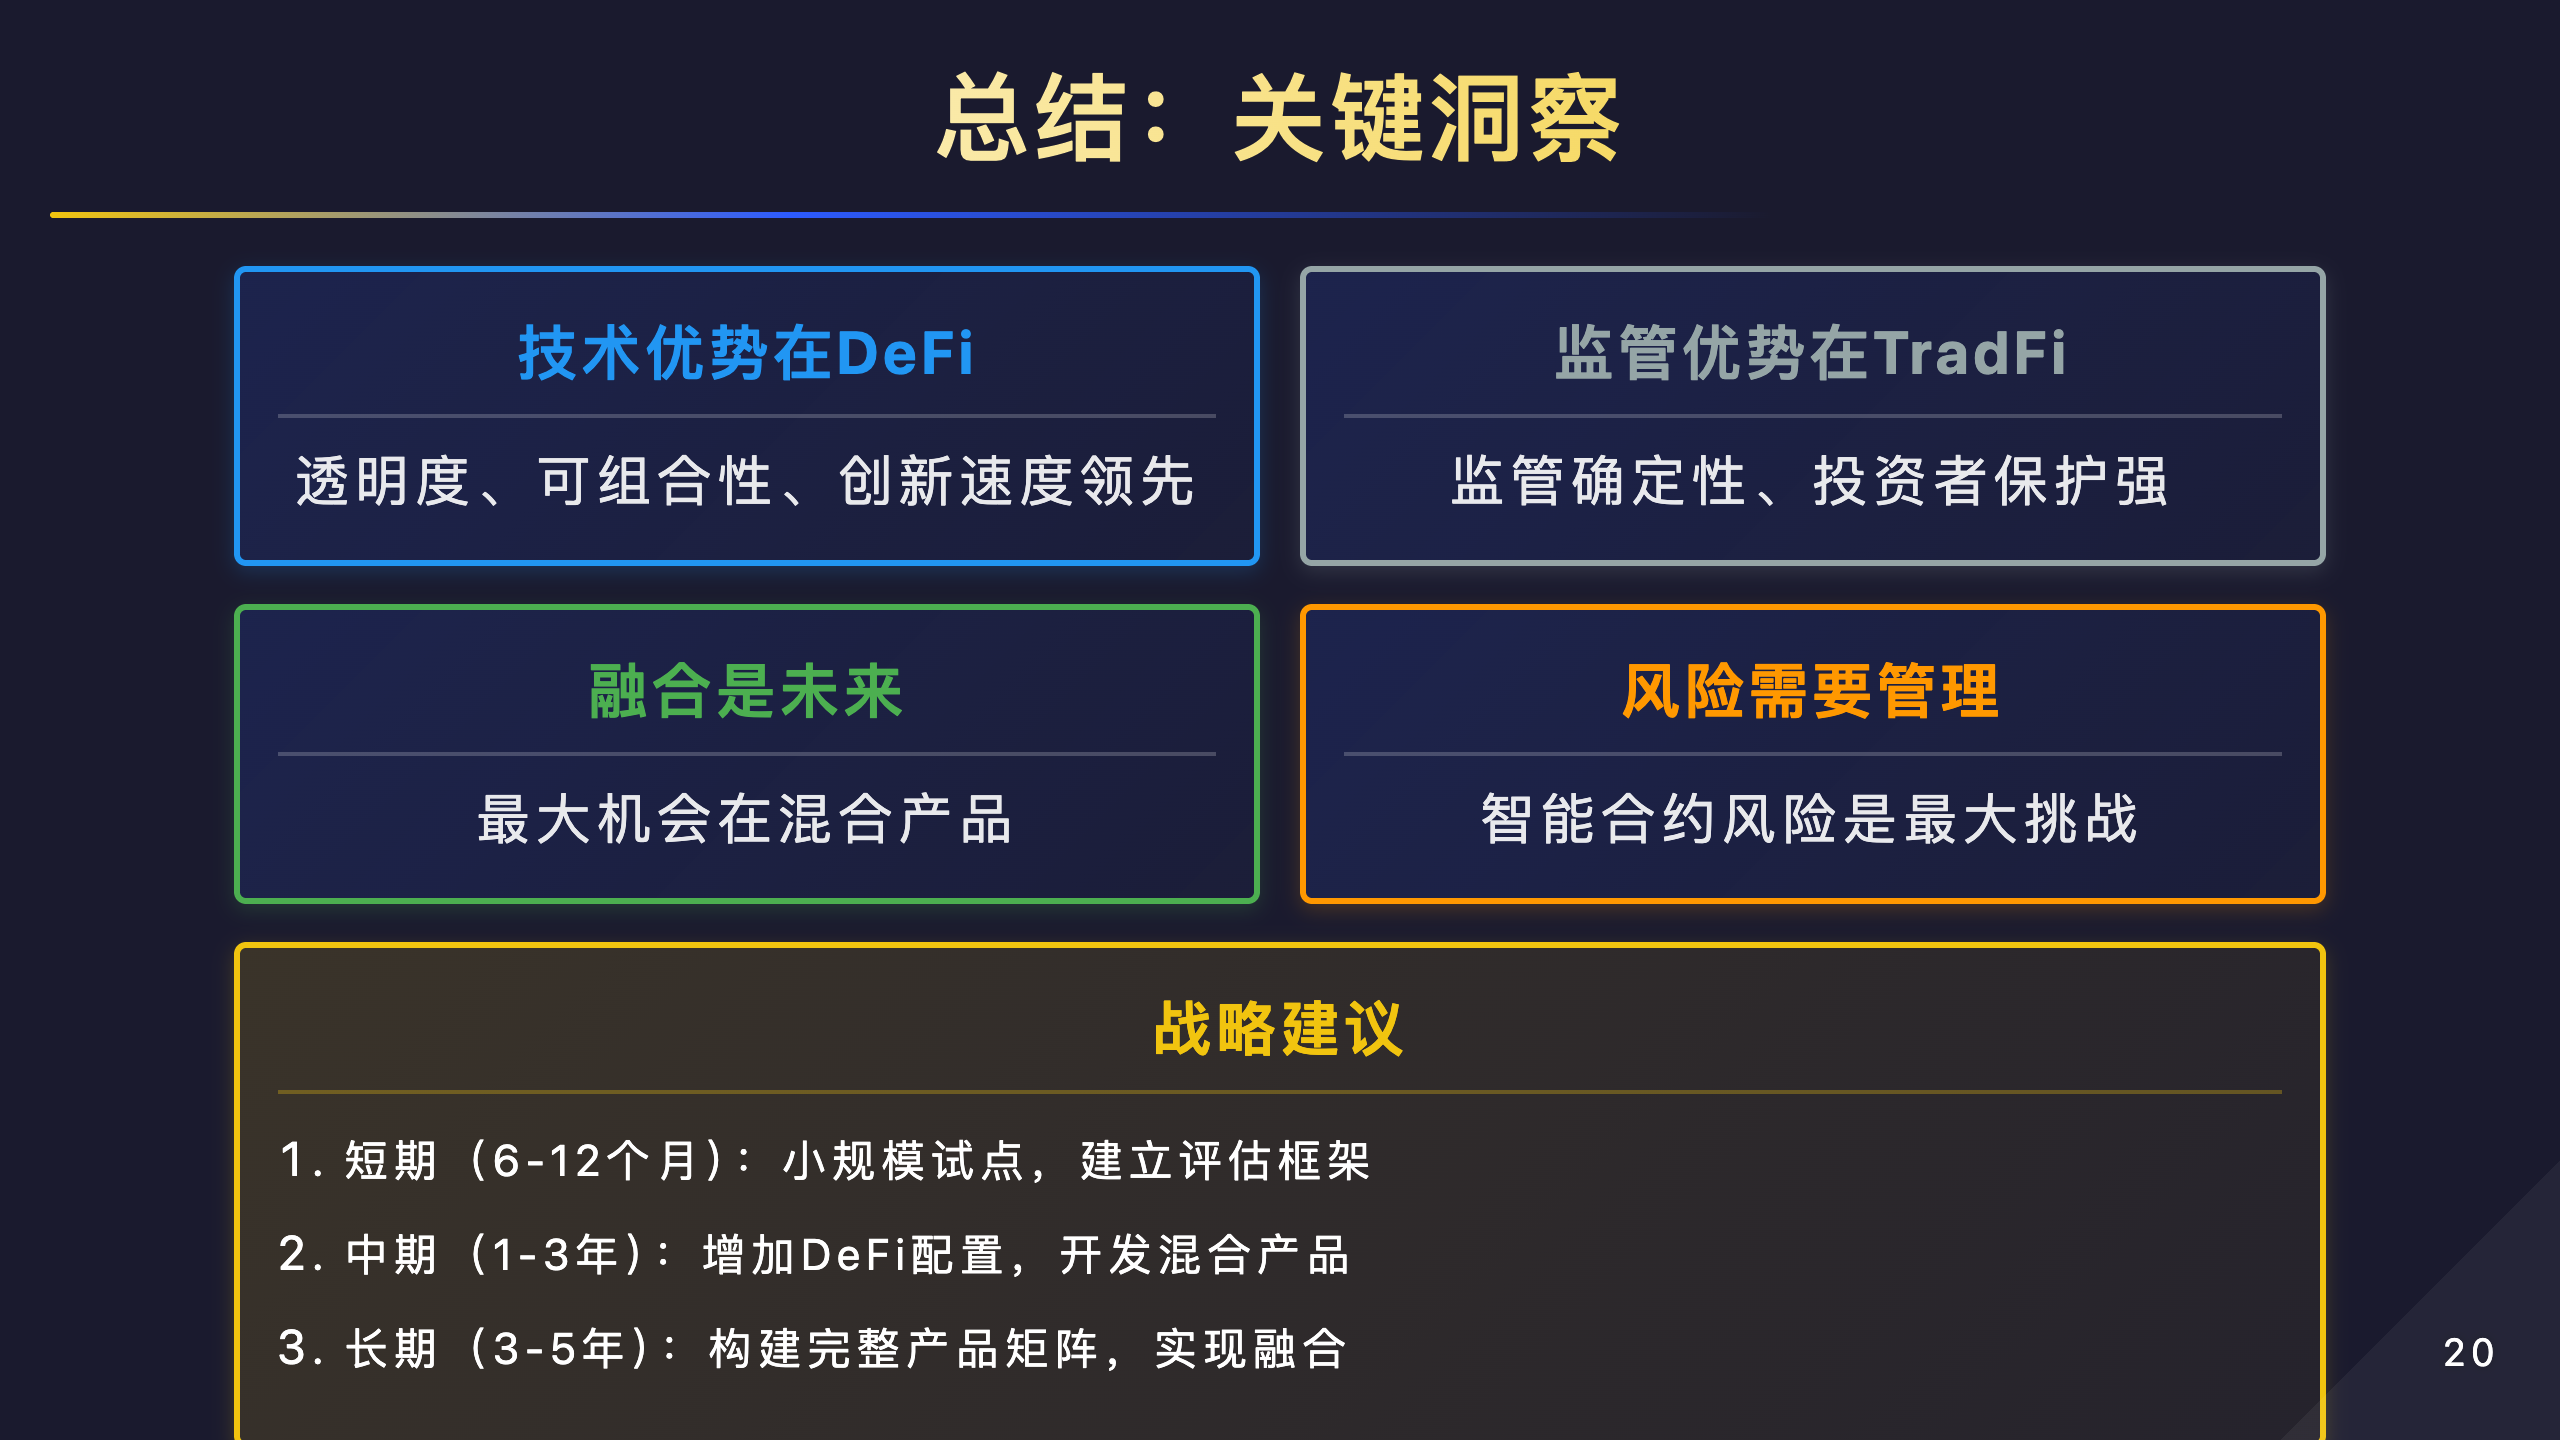 总结：关键洞察
技术优势在DeFi
透明度、可组合性、创新速度领先
监管优势在TradFi
监管确定性、投资者保护强
融合是未来
最大机会在混合产品
风险需要管理
智能合约风险是最大挑战
战略建议
1. 短期（6-12个月）：小规模试点，建立评估框架
2. 中期（1-3年）：增加DeFi配置，开发混合产品
3. 长期（3-5年）：构建完整产品矩阵，实现融合
20